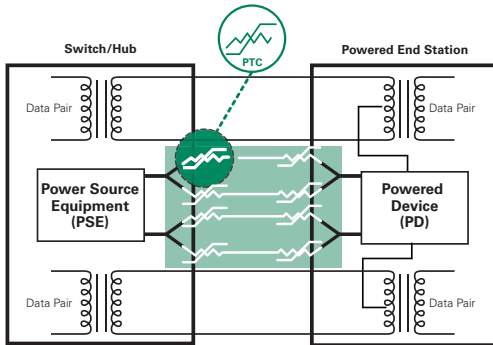 PTC
Switch/Hub
Powered End Station
Data Pair
Data Pair
Power Source
Equipment
(PSE)
Powered
Device
(PD)
Data Pair
Data Pair